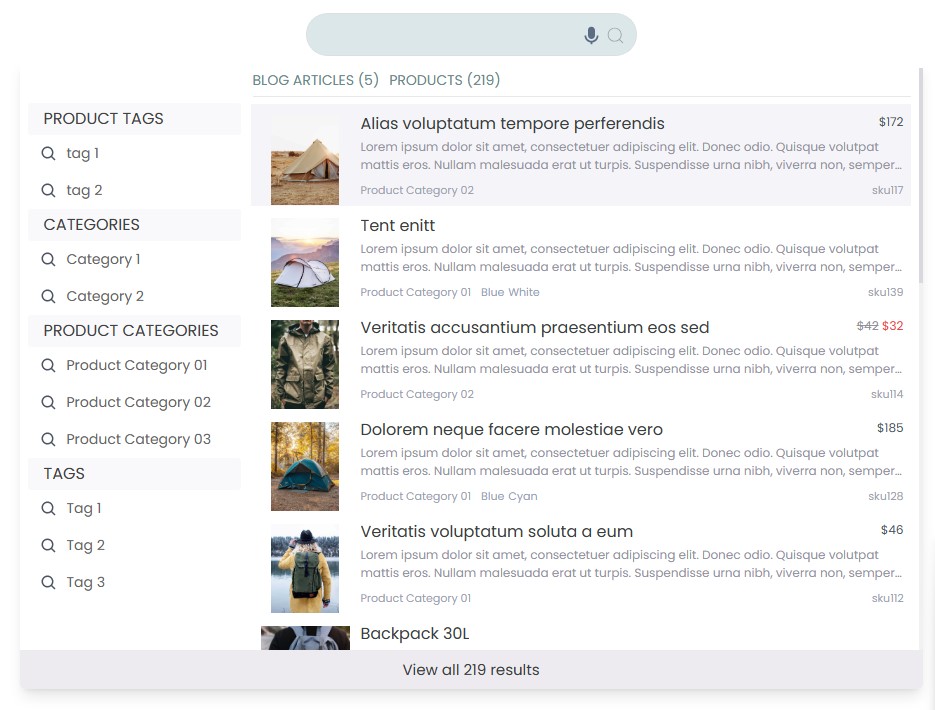 BLOG ARTICLES (5) PRODUCTS (219)
PRODUCT TAGS
tag 1
tag 2
CATEGORIES
Category 1
Category 2
PRODUCT CATEGORIES
Product Category 01
Product Category 02
Product Category 03
TAGS
Tag 1
Tag 2
Tag 3
Alias voluptatum tempore perferendis $172
Lorem ipsum dolor sit amet, consectetuer adipiscing elit. Donec odio. Quisque volutpat
mattis eros. Nullam malesuada erat ut turpis. Suspendisse urna nibh, viverra non, semper...
Product Category 02 sku117
Tent enitt
Lorem ipsum dolor sit amet, consectetuer adipiscing elit. Donec odio. Quisque volutpat
mattis eros. Nullam malesuada erat ut turpis. Suspendisse urna nibh, viverra non, semper...
Product Category 01 Blue White sku139
Veritatis accusantium praesentium eos sed $42 $32
Lorem ipsum dolor sit amet, consectetuer adipiscing elit. Donec odio. Quisque volutpat
mattis eros. Nullam malesuada erat ut turpis. Suspendisse urna nibh, viverra non, semper...
Product Category 02 sku114
Dolorem neque facere molestiae vero $185
Lorem ipsum dolor sit amet, consectetuer adipiscing elit. Donec odio. Quisque volutpat
mattis eros. Nullam malesuada erat ut turpis. Suspendisse urna nibh, viverra non, semper...
Product Category 01 Blue Cyan sku128
Veritatis voluptatum soluta a eum $46
Lorem ipsum dolor sit amet, consectetuer adipiscing elit. Donec odio. Quisque volutpat
mattis eros. Nullam malesuada erat ut turpis. Suspendisse urna nibh, viverra non, semper...
Product Category 01 sku112
Backpack 30L
View all 219 results